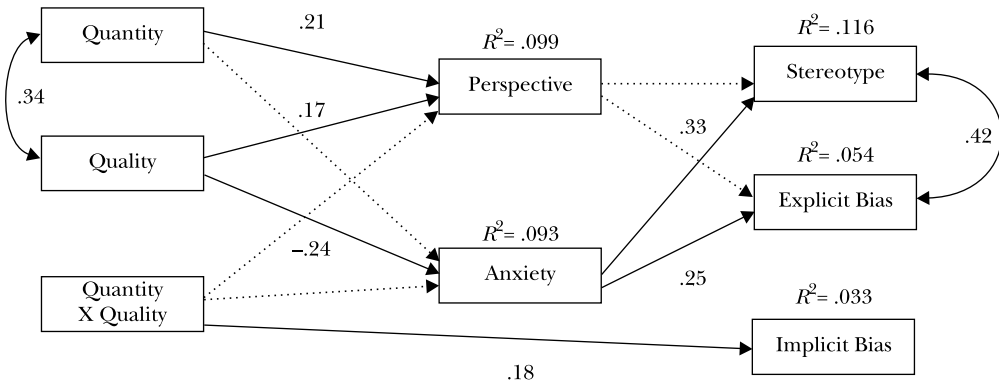 Quantity
.21
R²= .099
R²= .116
Perspective
Stereotype
.34
.17
.33
.42
Quality
R²= .054
Explicit Bias
–.24
R²= .093
Anxiety
.25
Quantity
X Quality
R²= .033
Implicit Bias
.18